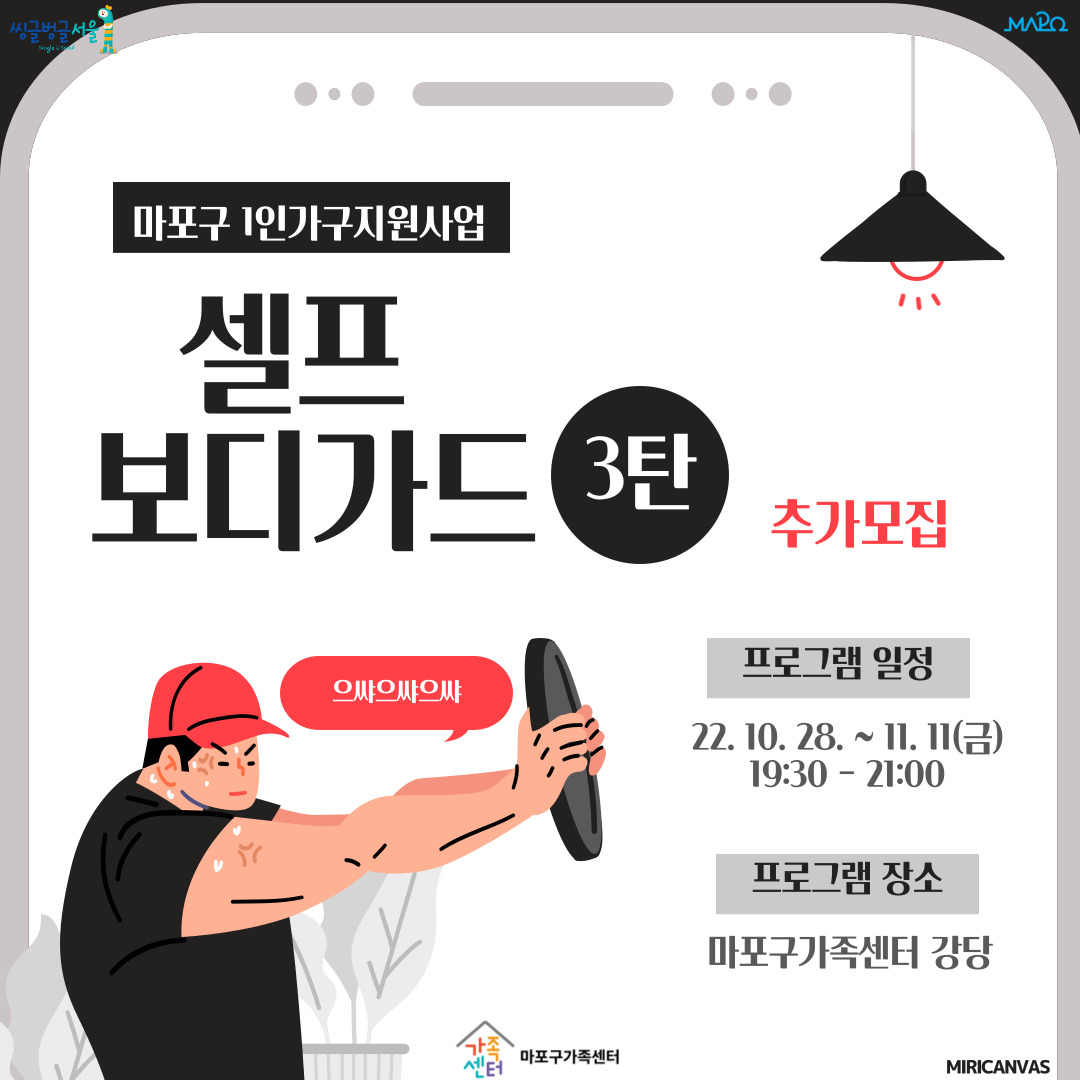 씽글벙글서울
MAPO
마포구 1인가구지원사업
셀프
보디가드
3탄
추가모집
으쌰으쌰으쌰
프로그램 일정
22. 10. 28. ~ 11. 11(금)
19:30 - 21:00
프로그램 장소
마포구가족센터 강당
가족
센터
마포구가족센터
MIRICANVAS